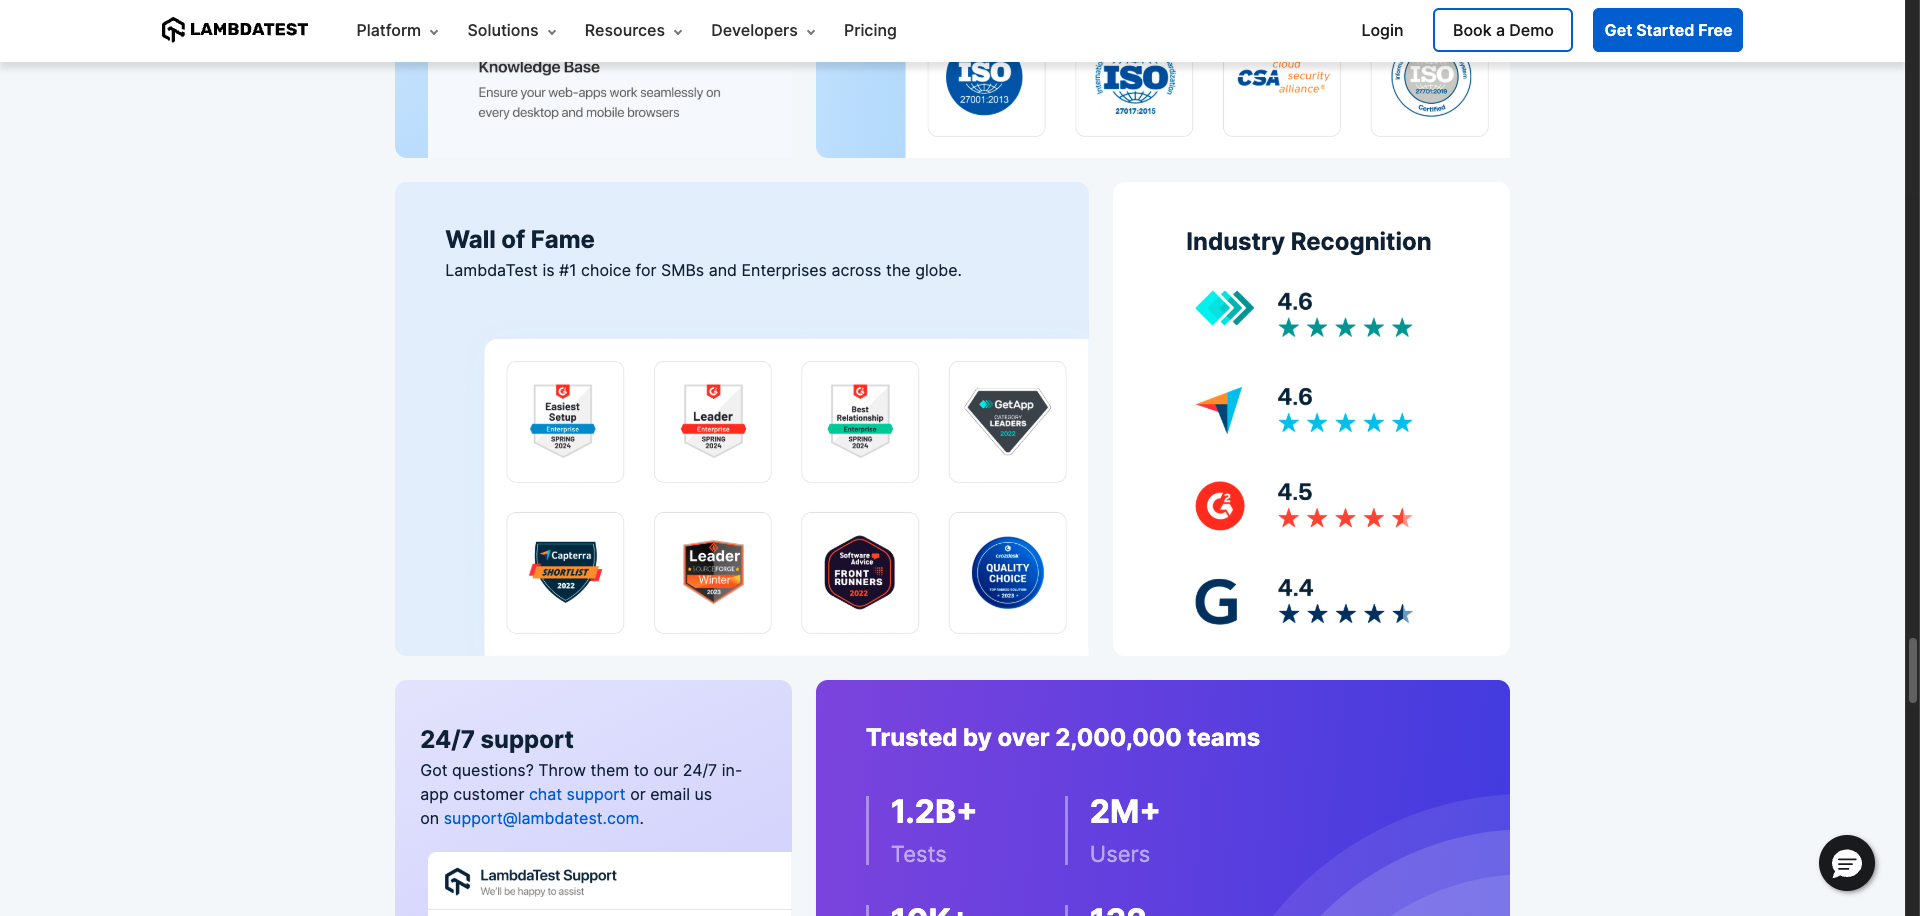 LAMBDATEST
Platform
Solutions
Resources
Developers
Pricing
Login
Book a Demo
Get Started Free
Knowledge Base
Ensure your web-apps work seamlessly on
every desktop and mobile browsers
ISO
27001:2013
ISO
27017:2015
cloud
CSA security
alliance®
ISO
27701:2019
Certified
Wall of Fame
LambdaTest is #1 choice for SMBs and Enterprises across the globe.
Easiest
Setup
Enterprise
SPRING
2024
Leader
Enterprise
SPRING
2024
Best
Relationship
Enterprise
SPRING
2024
GetApp
CATEGORY
LEADERS
2022
Capterra
SHORTLIST
2022
Leader
SOURCEFORGE
Winter
2023
Software
Advice
FRONT
RUNNERS
2022
crozdesk
QUALITY
CHOICE
TOP RANKED SOLUTION
2023
Industry Recognition
4.6
4.6
G2
4.5
G
4.4
24/7 support
Got questions? Throw them to our 24/7 in-
app customer chat support or email us
on support@lambdatest.com.
LambdaTest Support
We'll be happy to assist
Trusted by over 2,000,000 teams
1.2B+
Tests
2M+
Users